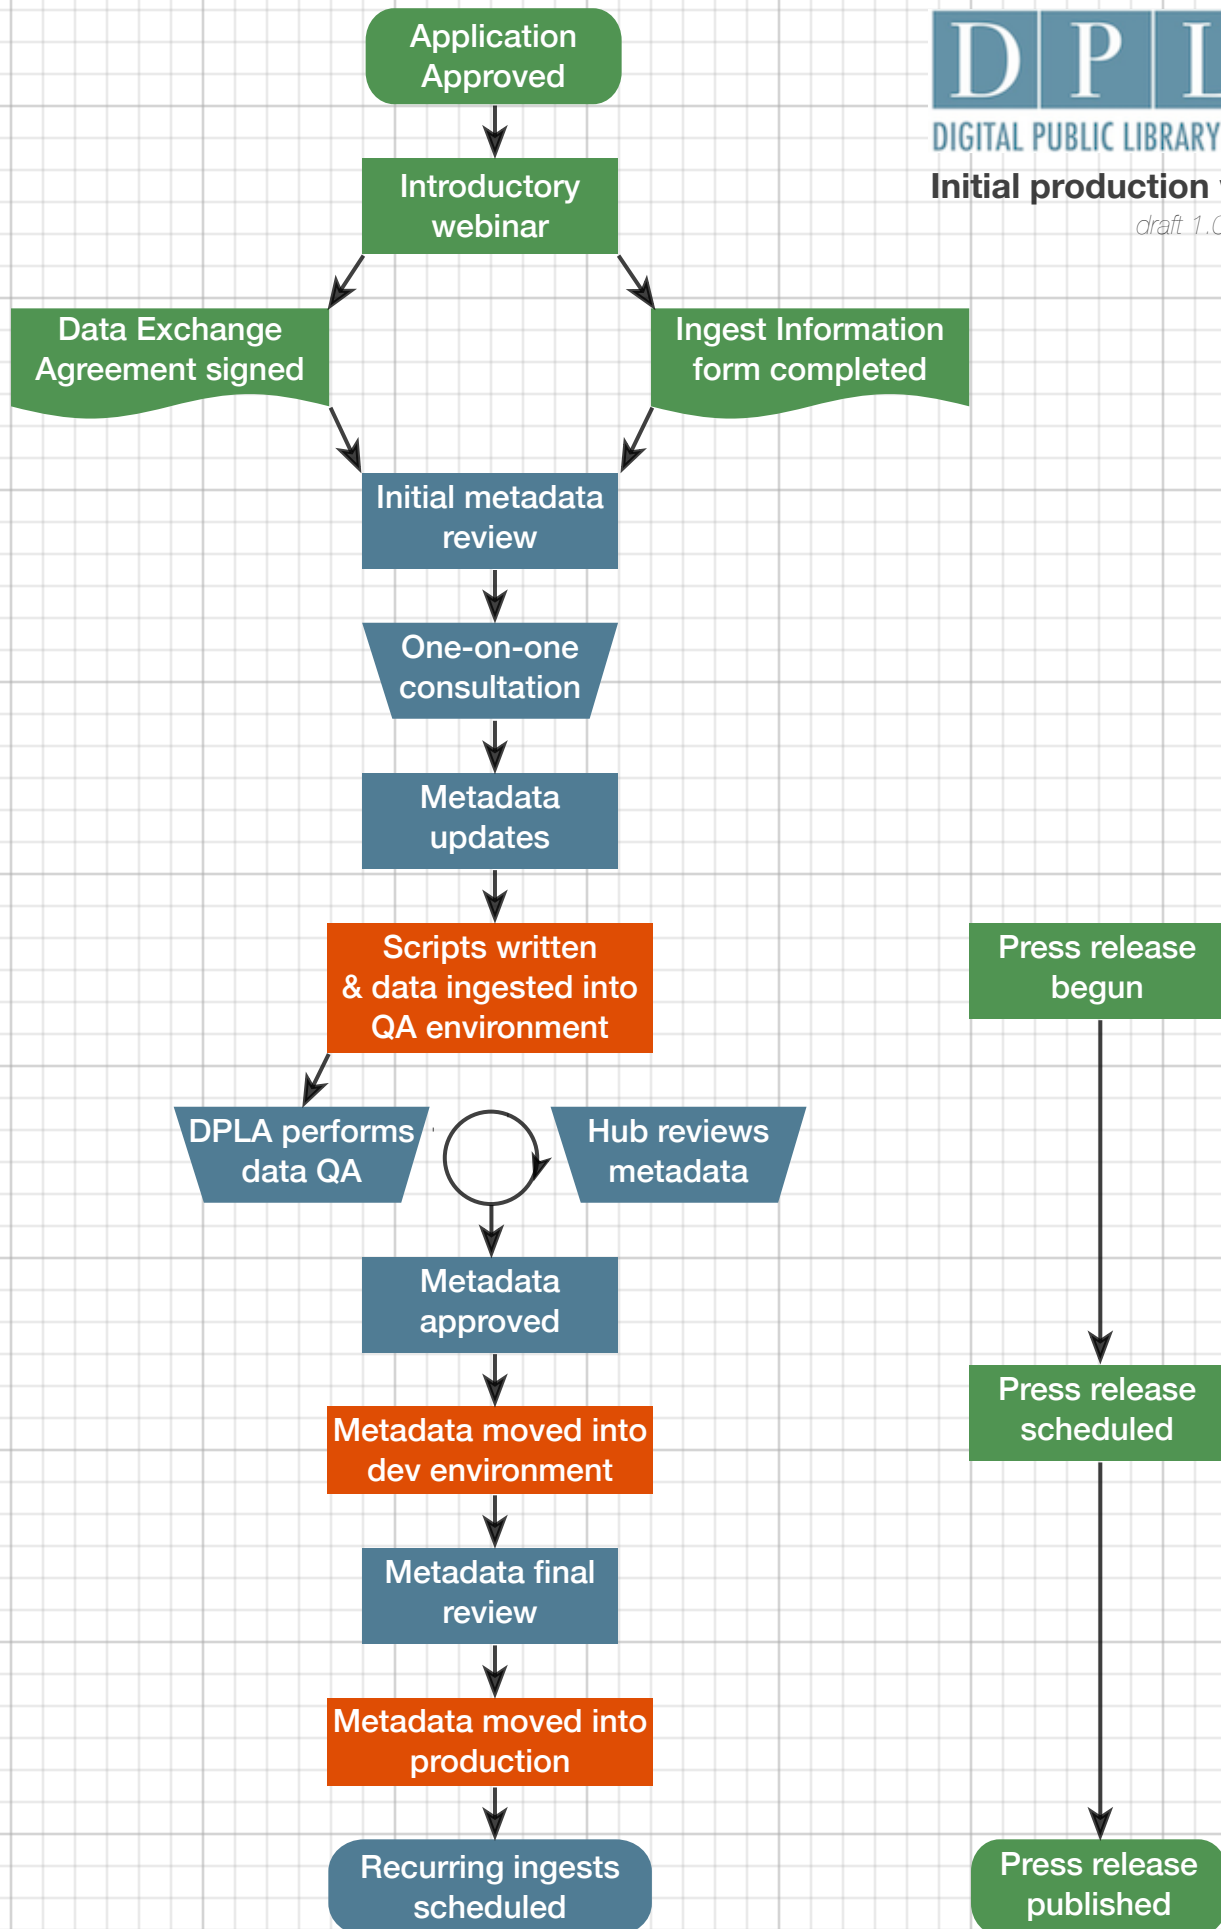 Application
Approved
D P L
DIGITAL PUBLIC LIBRARY
Initial production
draft 1.0
Introductory
webinar
Data Exchange
Agreement signed
Ingest Information
form completed
Initial metadata
review
One-on-one
consultation
Metadata
updates
Scripts written
& data ingested into
QA environment
Press release
begun
DPLA performs
data QA
Hub reviews
metadata
Metadata
approved
Metadata moved into
dev environment
Press release
scheduled
Metadata final
review
Metadata moved into
production
Recurring ingests
scheduled
Press release
published